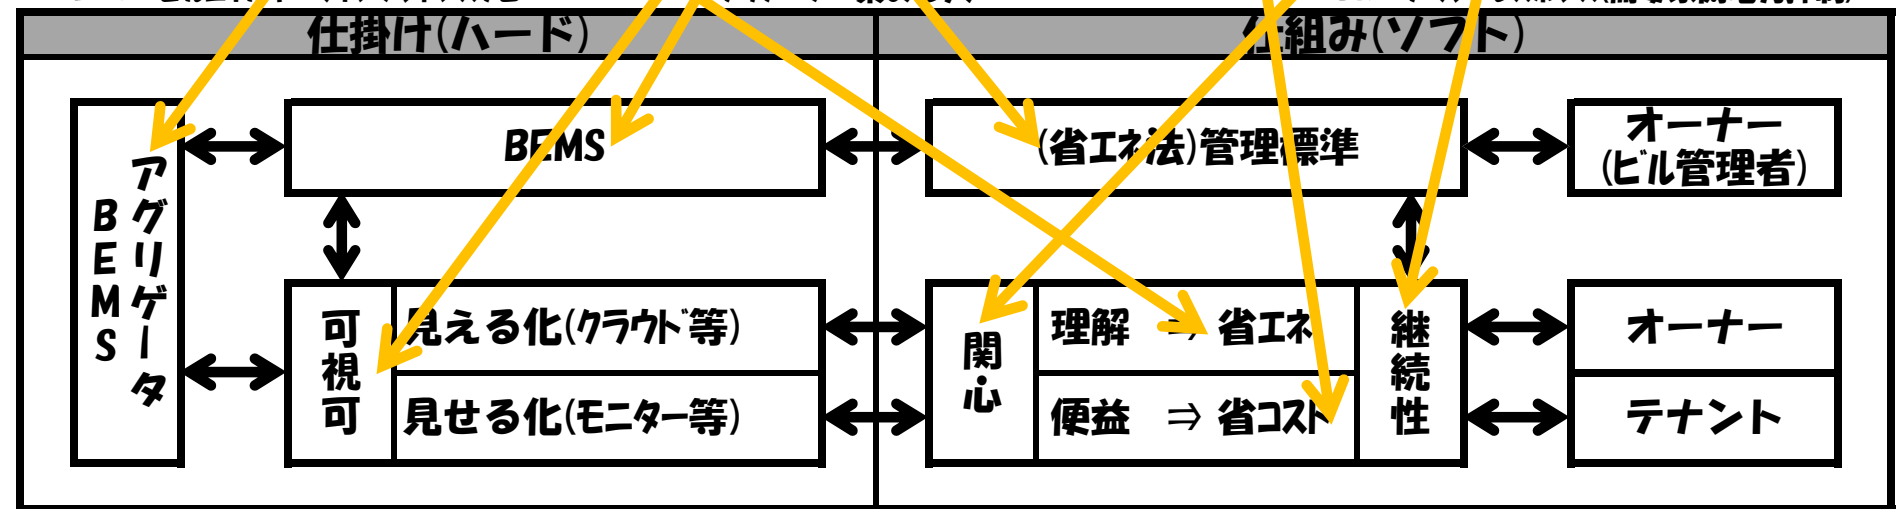 仕掛け(ハード)
仕組み(ソフト)
BEMS
アグリゲータ
BEMS
(省エネ法)管理標準
オーナー
(ビル管理者)
可視可
見える化(クラウド等)
見せる化(モニター等)
関心
理解 ⇒ 省エネ
便益 ⇒ 省コスト
継続性
オーナー
テナント